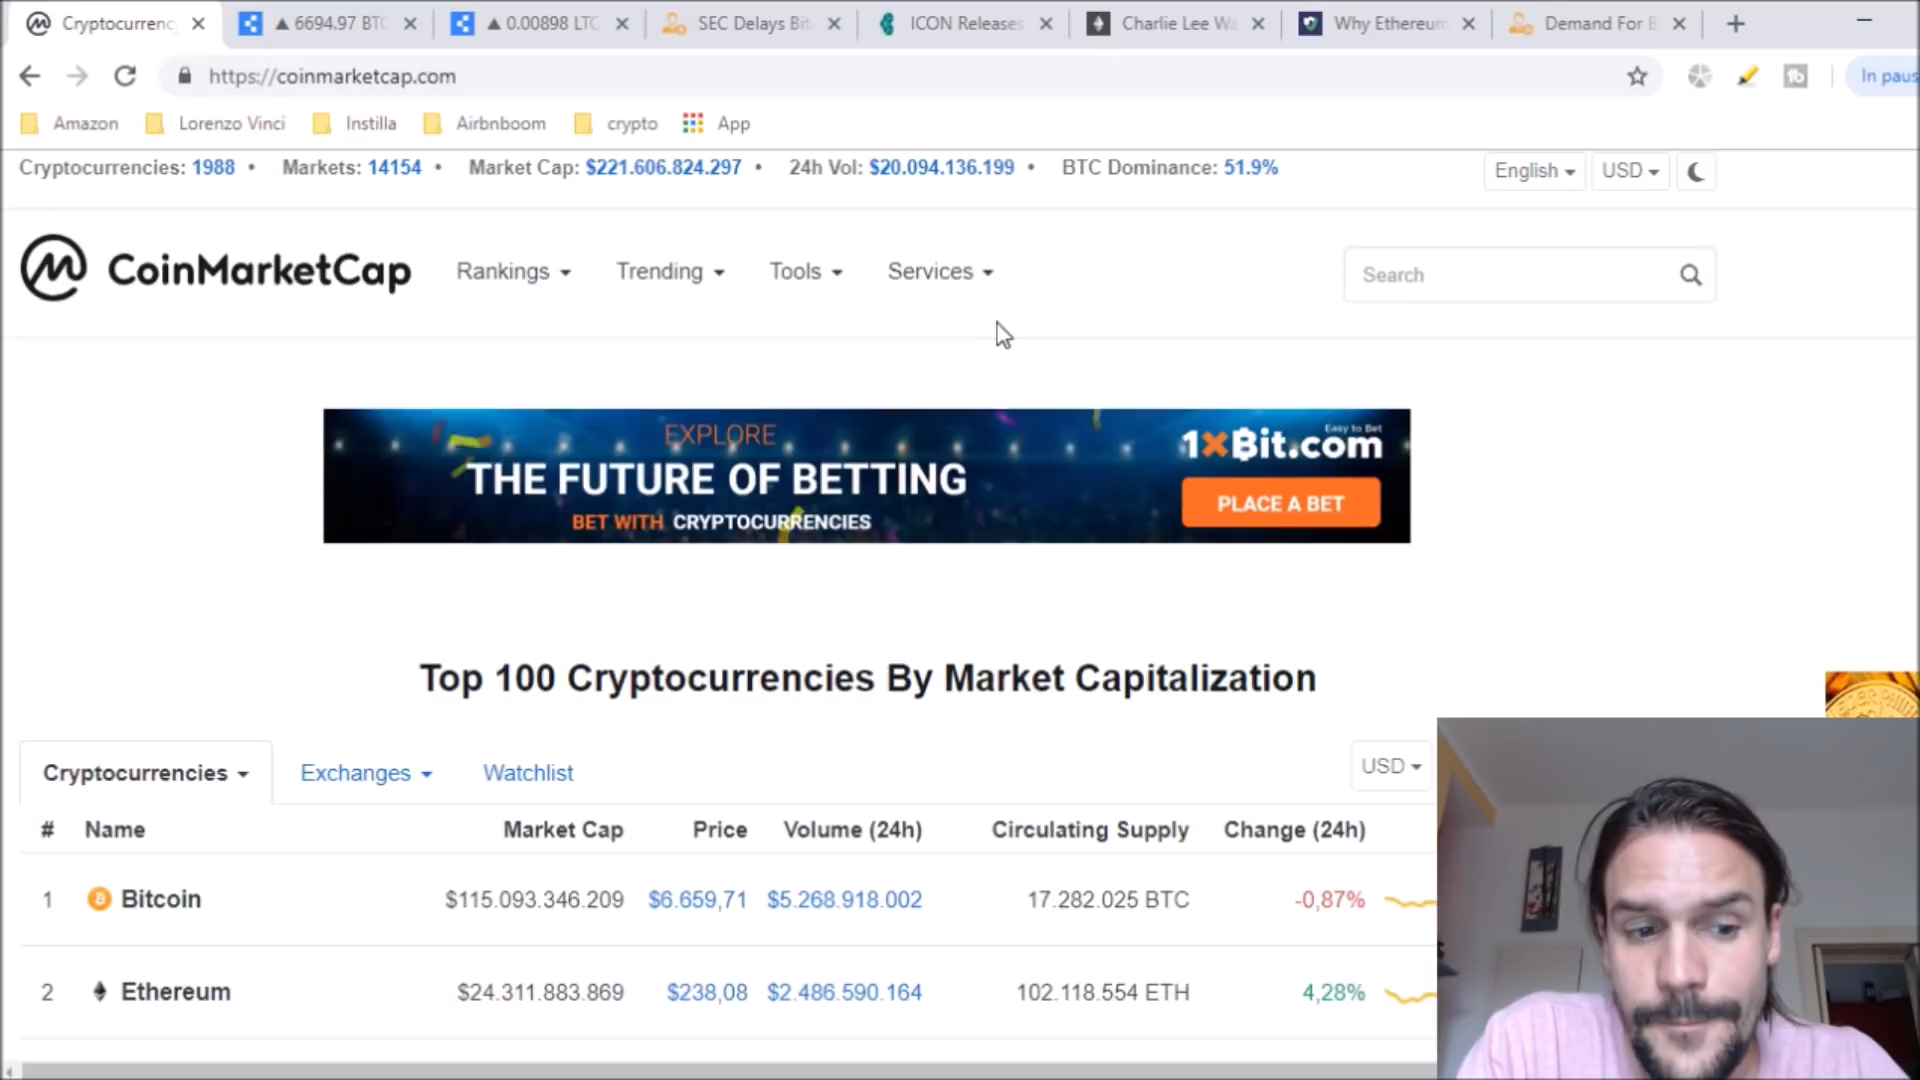 Cryptocurrenc
▲ 6694.97 BTC
▲ 0.00898 LTC
SEC Delays Bit
ICON Releases
Charlie Lee Wa
Why Ethereum
Demand For B
https://coinmarketcap.com
In paus
Amazon
Lorenzo Vinci
Instilla
Airbnboom
crypto
App
Cryptocurrencies: 1988 • Markets: 14154 • Market Cap: $221.606.824.297 • 24h Vol: $20.094.136.199 • BTC Dominance: 51.9%
English
USD
CoinMarketCap
Rankings
Trending
Tools
Services
Search
EXPLORE
THE FUTURE OF BETTING
BET WITH CRYPTOCURRENCIES
Easy to Bet
1XBit.com
PLACE A BET
Top 100 Cryptocurrencies By Market Capitalization
Cryptocurrencies
Exchanges
Watchlist
USD
# Name Market Cap Price Volume (24h) Circulating Supply Change (24h)
1 Bitcoin $115.093.346.209 $6.659,71 $5.268.918.002 17.282.025 BTC -0,87%
2 Ethereum $24.311.883.869 $238,08 $2.486.590.164 102.118.554 ETH 4,28%